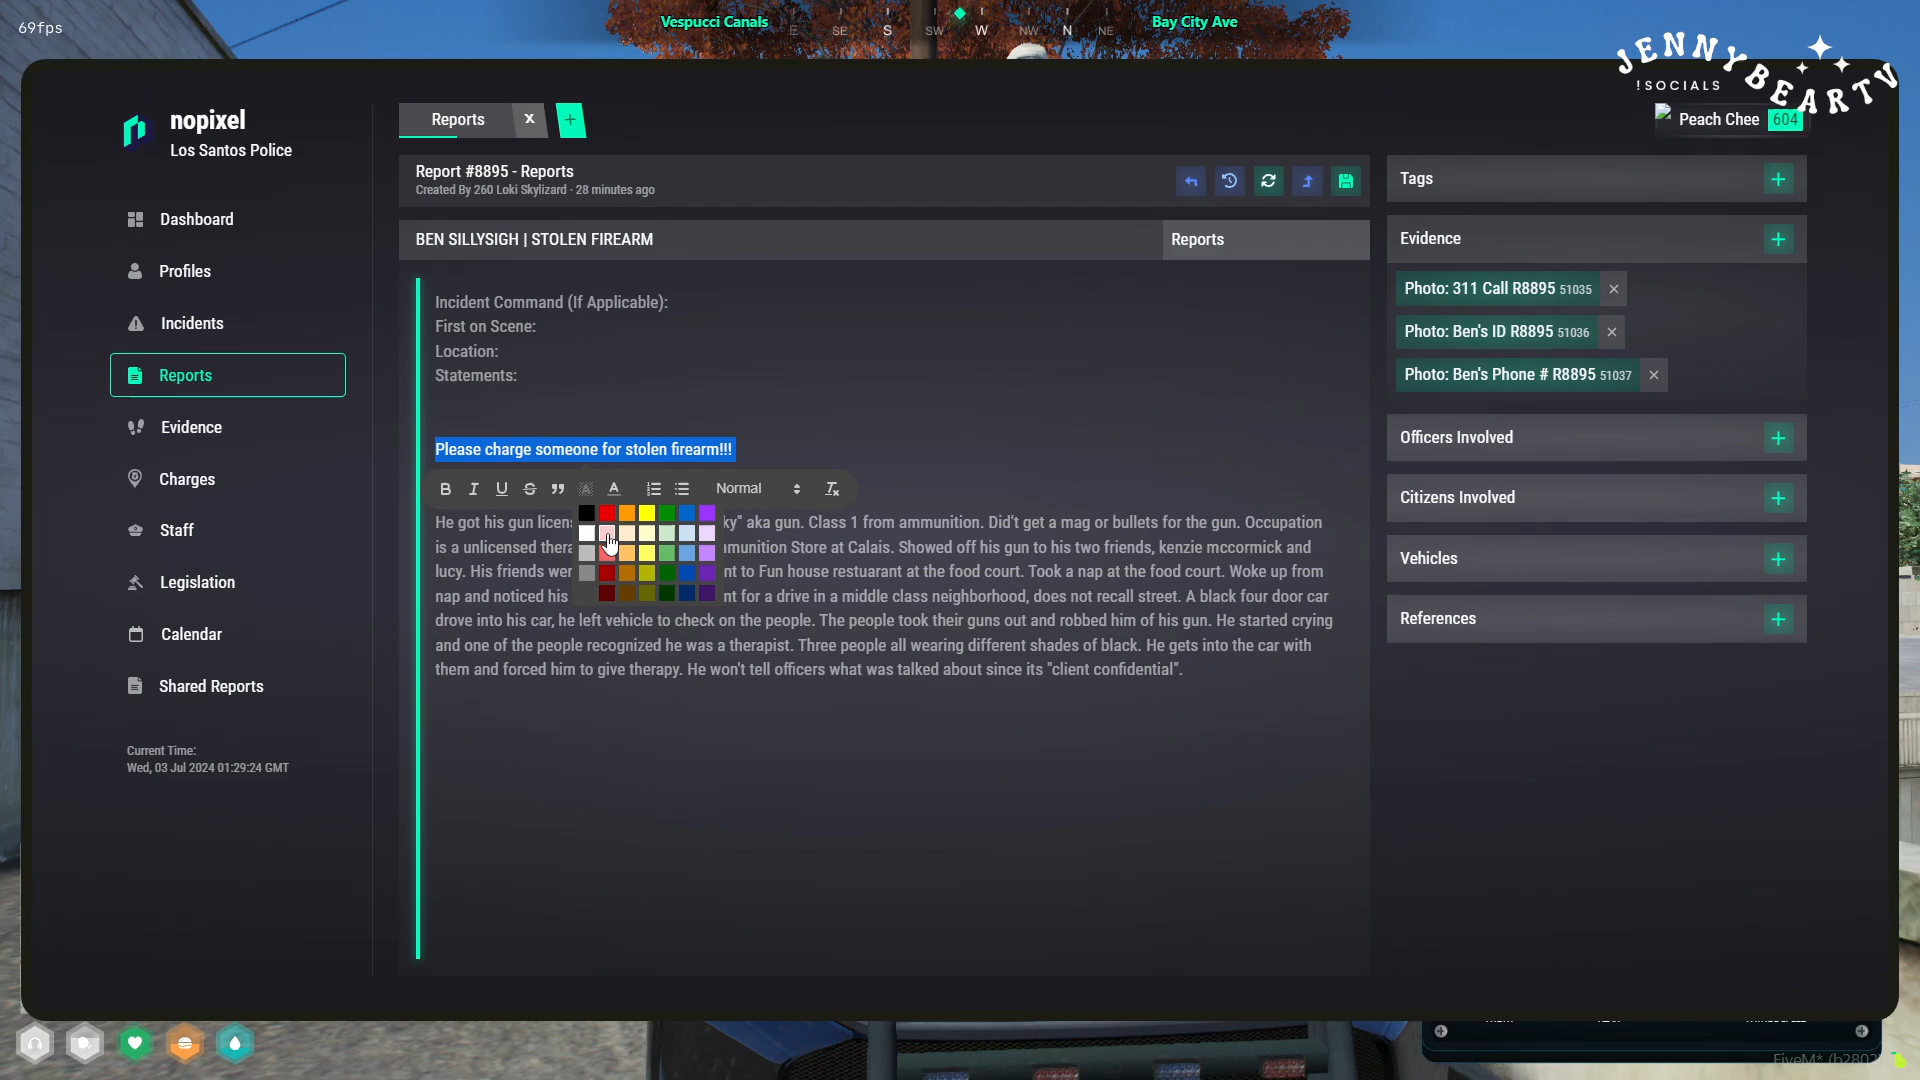 69fps
Vespucci Canals
E SE S SW W NW N NE
Bay City Ave
JENNYBEARTV
!SOCIALS
nopixel
Los Santos Police
Reports x +
Peach Chee 604
Report #8895 - Reports
Created By 260 Loki Skylizard · 28 minutes ago
BEN SILLYSIGH | STOLEN FIREARM
Reports
Dashboard
Profiles
Incidents
Reports
Evidence
Charges
Staff
Legislation
Calendar
Shared Reports
Current Time:
Wed, 03 Jul 2024 01:29:24 GMT
Incident Command (If Applicable):
First on Scene:
Location:
Statements:
Please charge someone for stolen firearm!!!
B I U S A A Normal
He got his gun licens ky" aka gun. Class 1 from ammunition. Did't get a mag or bullets for the gun. Occupation
is a unlicensed thera munition Store at Calais. Showed off his gun to his two friends, kenzie mccormick and
lucy. His friends wer nt to Fun house restuarant at the food court. Took a nap at the food court. Woke up from
nap and noticed his nt for a drive in a middle class neighborhood, does not recall street. A black four door car
drove into his car, he left vehicle to check on the people. The people took their guns out and robbed him of his gun. He started crying
and one of the people recognized he was a therapist. Three people all wearing different shades of black. He gets into the car with
them and forced him to give therapy. He won't tell officers what was talked about since its "client confidential".
Tags
Evidence
Photo: 311 Call R8895 51035
Photo: Ben's ID R8895 51036
Photo: Ben's Phone # R8895 51037
Officers Involved
Citizens Involved
Vehicles
References
FiveM* (b2802